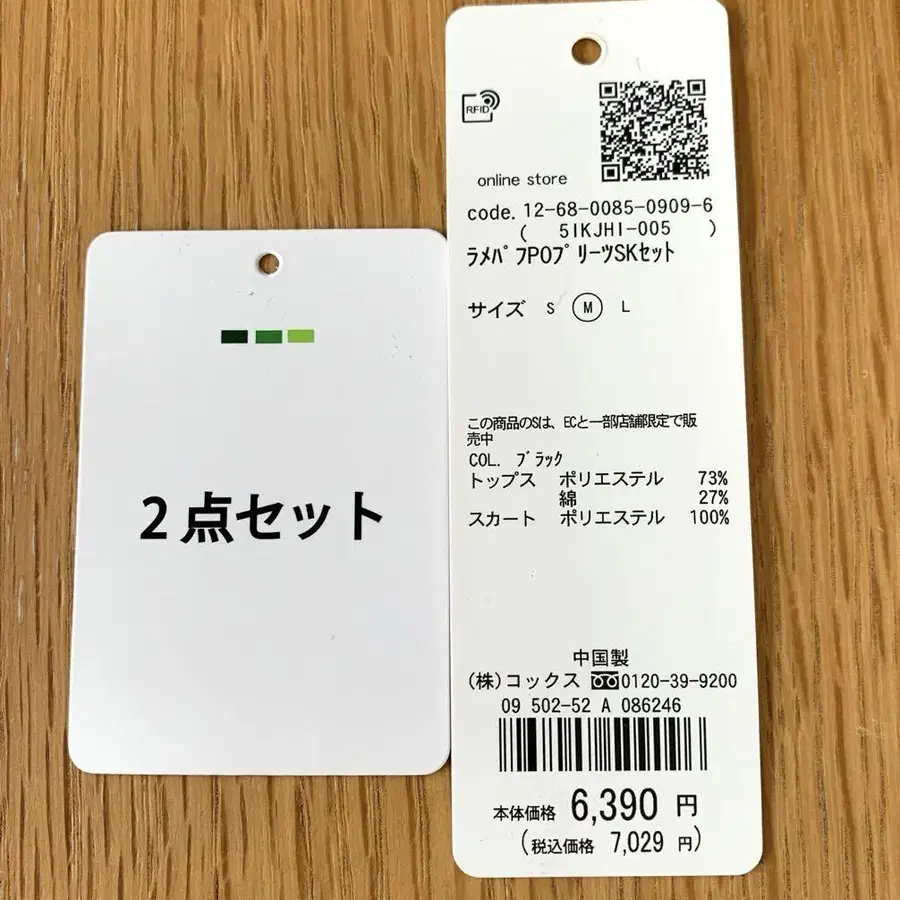 2点セット
RFID
online store
code. 12-68-0085-0909-6
( 5IKJHI-005 )
ﾗﾒﾊﾟﾌPOﾌﾟﾘｰﾂSKｾｯﾄ
サイズ S M L
この商品のSは、ECと一部店舗限定で販
売中
COL. ﾌﾞﾗｯｸ
トップス ポリエステル 73%
綿 27%
スカート ポリエステル 100%
中国製
(株)コックス 0120-39-9200
09 502-52 A 086246
本体価格 6,390 円
(税込価格 7,029 円)